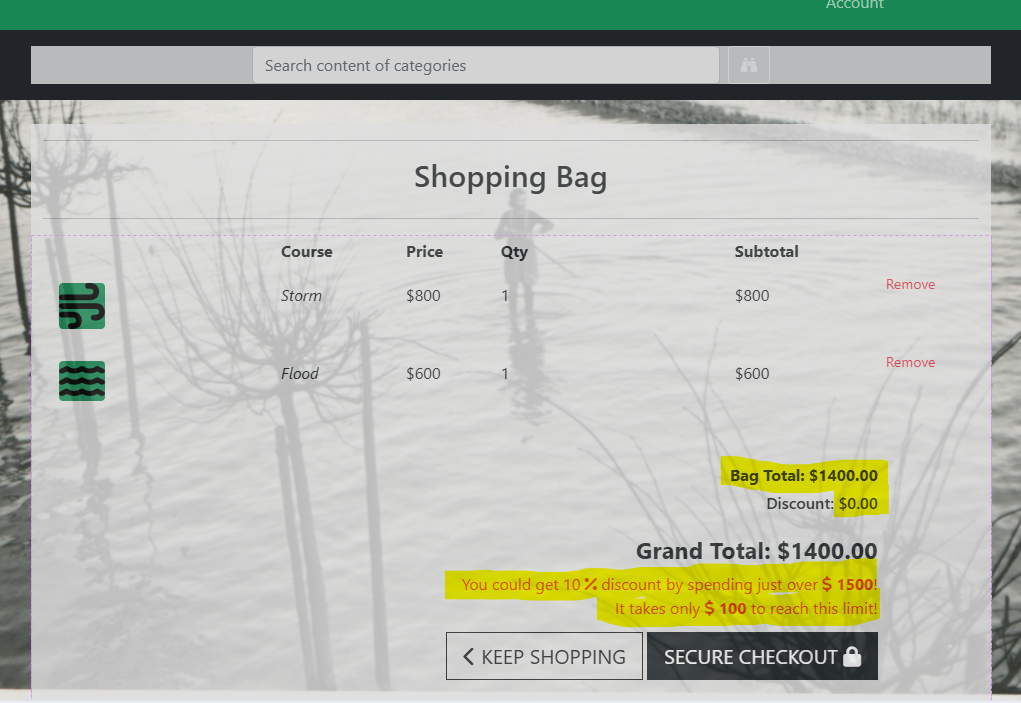 Account
Search content of categories
Shopping Bag
Course Price Qty Subtotal
Storm $800 1 $800 Remove
Flood $600 1 $600 Remove
Bag Total: $1400.00
Discount: $0.00
Grand Total: $1400.00
You could get 10 % discount by spending just over $ 1500!
It takes only $ 100 to reach this limit!
KEEP SHOPPING SECURE CHECKOUT